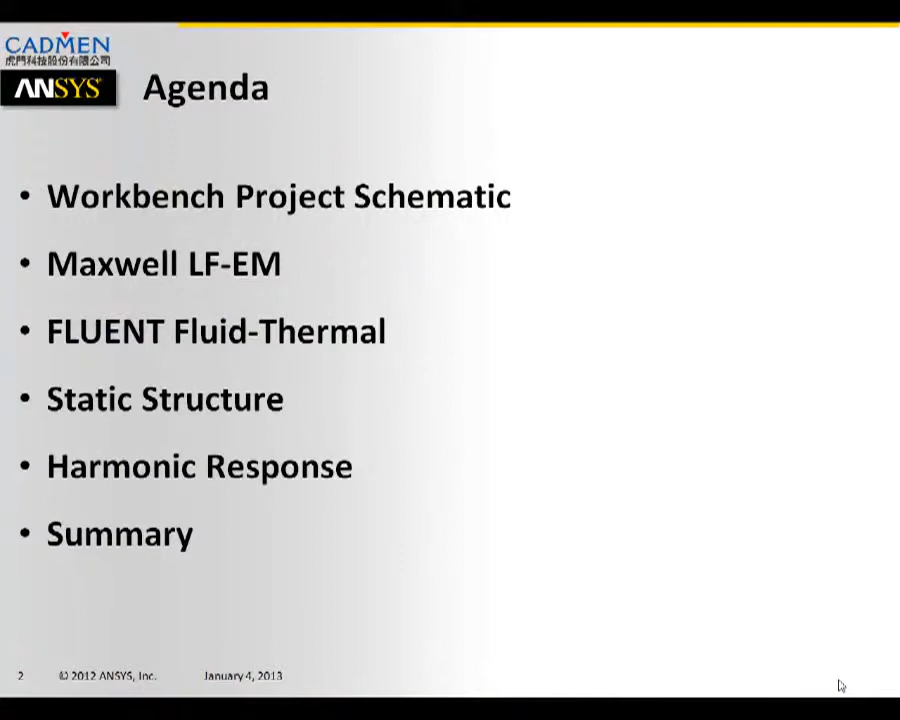 CADMEN
虎門科技股份有限公司
ANSYS
Agenda
• Workbench Project Schematic
• Maxwell LF-EM
• FLUENT Fluid-Thermal
• Static Structure
• Harmonic Response
• Summary
2 © 2012 ANSYS, Inc. January 4, 2013